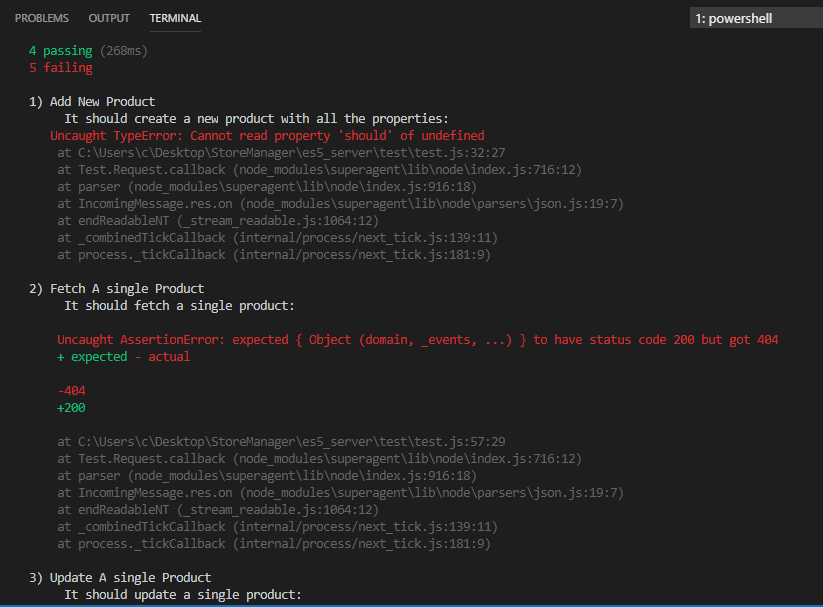 PROBLEMS OUTPUT TERMINAL 1: powershell
4 passing (268ms)
5 failing
1) Add New Product
It should create a new product with all the properties:
Uncaught TypeError: Cannot read property 'should' of undefined
at C:\Users\c\Desktop\StoreManager\es5_server\test\test.js:32:27
at Test.Request.callback (node_modules\superagent\lib\node\index.js:716:12)
at parser (node_modules\superagent\lib\node\index.js:916:18)
at IncomingMessage.res.on (node_modules\superagent\lib\node\parsers\json.js:19:7)
at endReadableNT (_stream_readable.js:1064:12)
at _combinedTickCallback (internal/process/next_tick.js:139:11)
at process._tickCallback (internal/process/next_tick.js:181:9)
2) Fetch A single Product
It should fetch a single product:
Uncaught AssertionError: expected { Object (domain, _events, ...) } to have status code 200 but got 404
+ expected - actual
-404
+200
at C:\Users\c\Desktop\StoreManager\es5_server\test\test.js:57:29
at Test.Request.callback (node_modules\superagent\lib\node\index.js:716:12)
at parser (node_modules\superagent\lib\node\index.js:916:18)
at IncomingMessage.res.on (node_modules\superagent\lib\node\parsers\json.js:19:7)
at endReadableNT (_stream_readable.js:1064:12)
at _combinedTickCallback (internal/process/next_tick.js:139:11)
at process._tickCallback (internal/process/next_tick.js:181:9)
3) Update A single Product
It should update a single product: